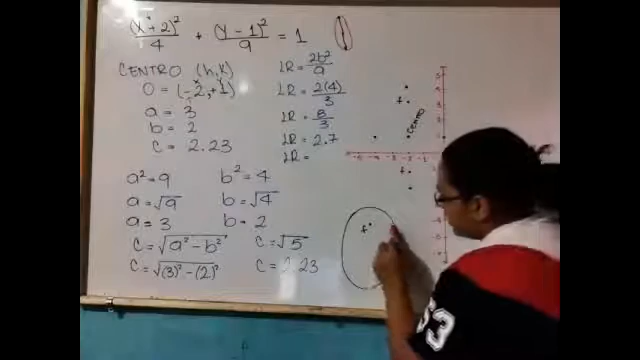 (x + 2)²/4 + (y - 1)²/9 = 1
CENTRO (h, k)
O = (-2, +1)
a = 3
b = 2
c = 2.23
LR = 2b²/a
LR = 2(4)/3
LR = 8/3
LR = 2.7
LR =
a² = 9
a = √9
a = 3
b² = 4
b = √4
b = 2
c = √a² - b²
c = √(3)² - (2)²
c = √5
c = 2.23
f
CENTRO
f
f
53